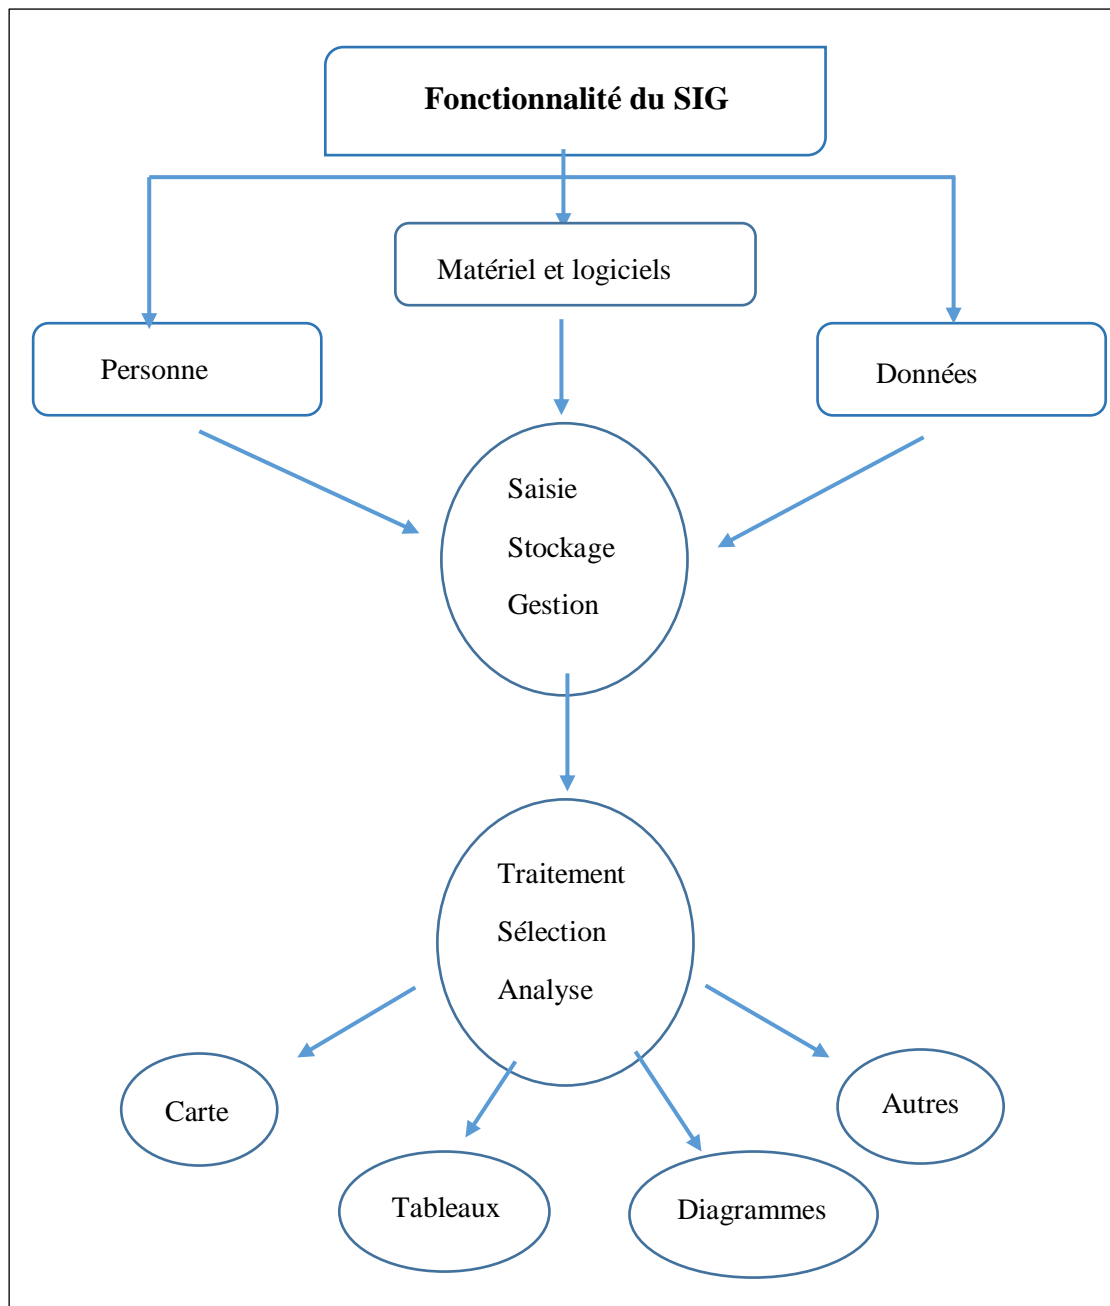 Fonctionnalité du SIG
Matériel et logiciels
Personne
Données
Saisie
Stockage
Gestion
Traitement
Sélection
Analyse
Carte
Autres
Tableaux
Diagrammes